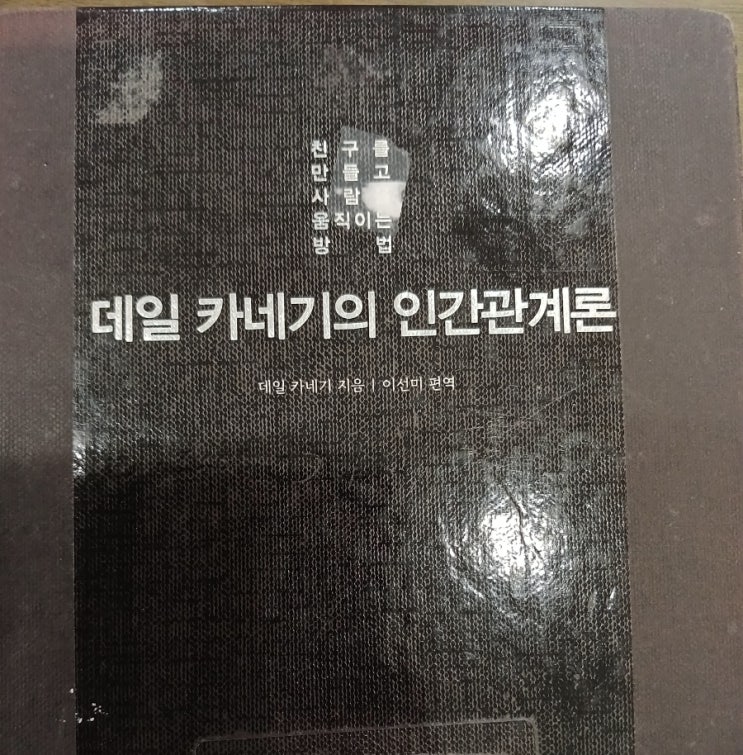 친 구 를
만 들 고
사 람
움직이는
방 법
데일 카네기의 인간관계론
데일 카네기 지음 | 이선미 편역